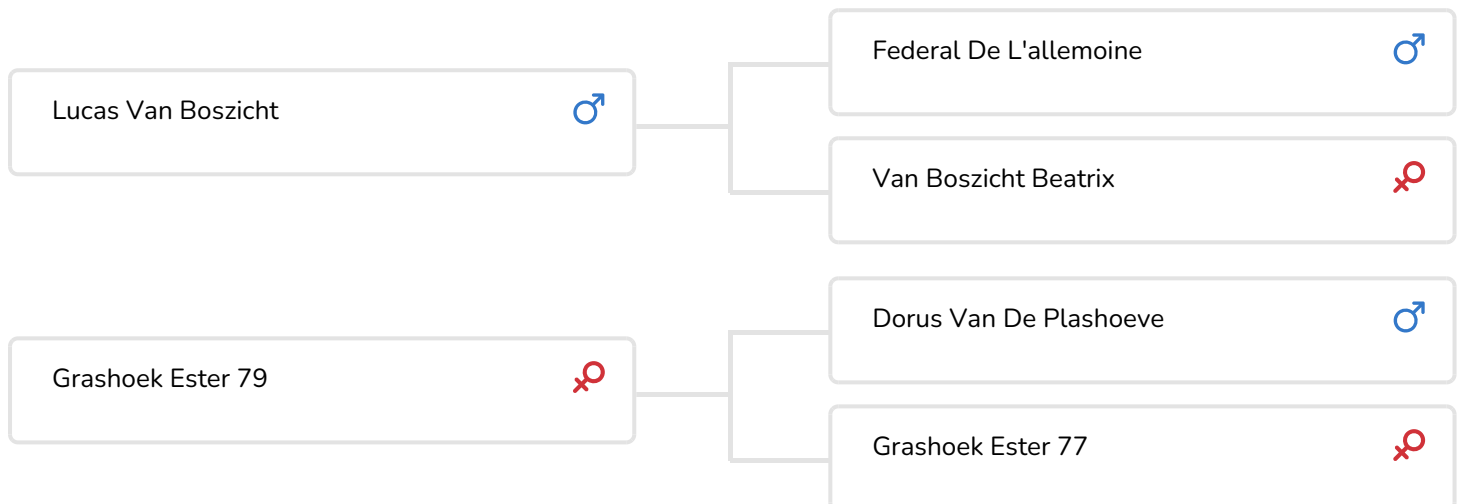 Federal De L'allemoine
Lucas Van Boszicht
Van Boszicht Beatrix
Dorus Van De Plashoeve
Grashoek Ester 79
Grashoek Ester 77